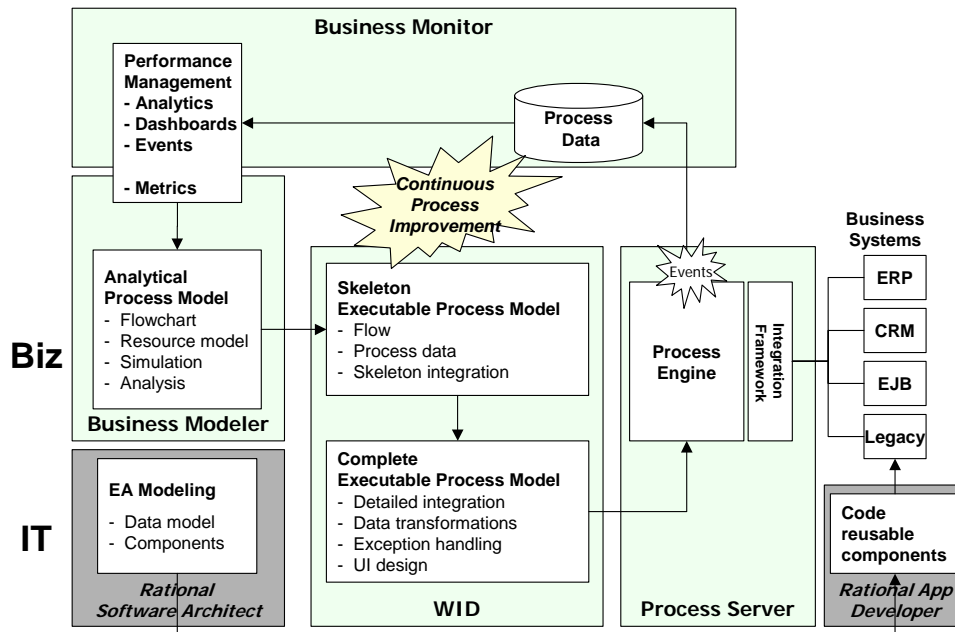 Business Monitor
Performance
Management
- Analytics
- Dashboards
- Events
- Metrics
Process
Data
Continuous
Process
Improvement
Business
Systems
Analytical
Process Model
- Flowchart
- Resource model
- Simulation
- Analysis
Business Modeler
Skeleton
Executable Process Model
- Flow
- Process data
- Skeleton integration
Events
Process
Engine
Integration
Framework
ERP
CRM
EJB
Legacy
Biz
IT
EA Modeling
- Data model
- Components
Rational
Software Architect
Complete
Executable Process Model
- Detailed integration
- Data transformations
- Exception handling
- UI design
WID
Process Server
Code
reusable
components
Rational App
Developer